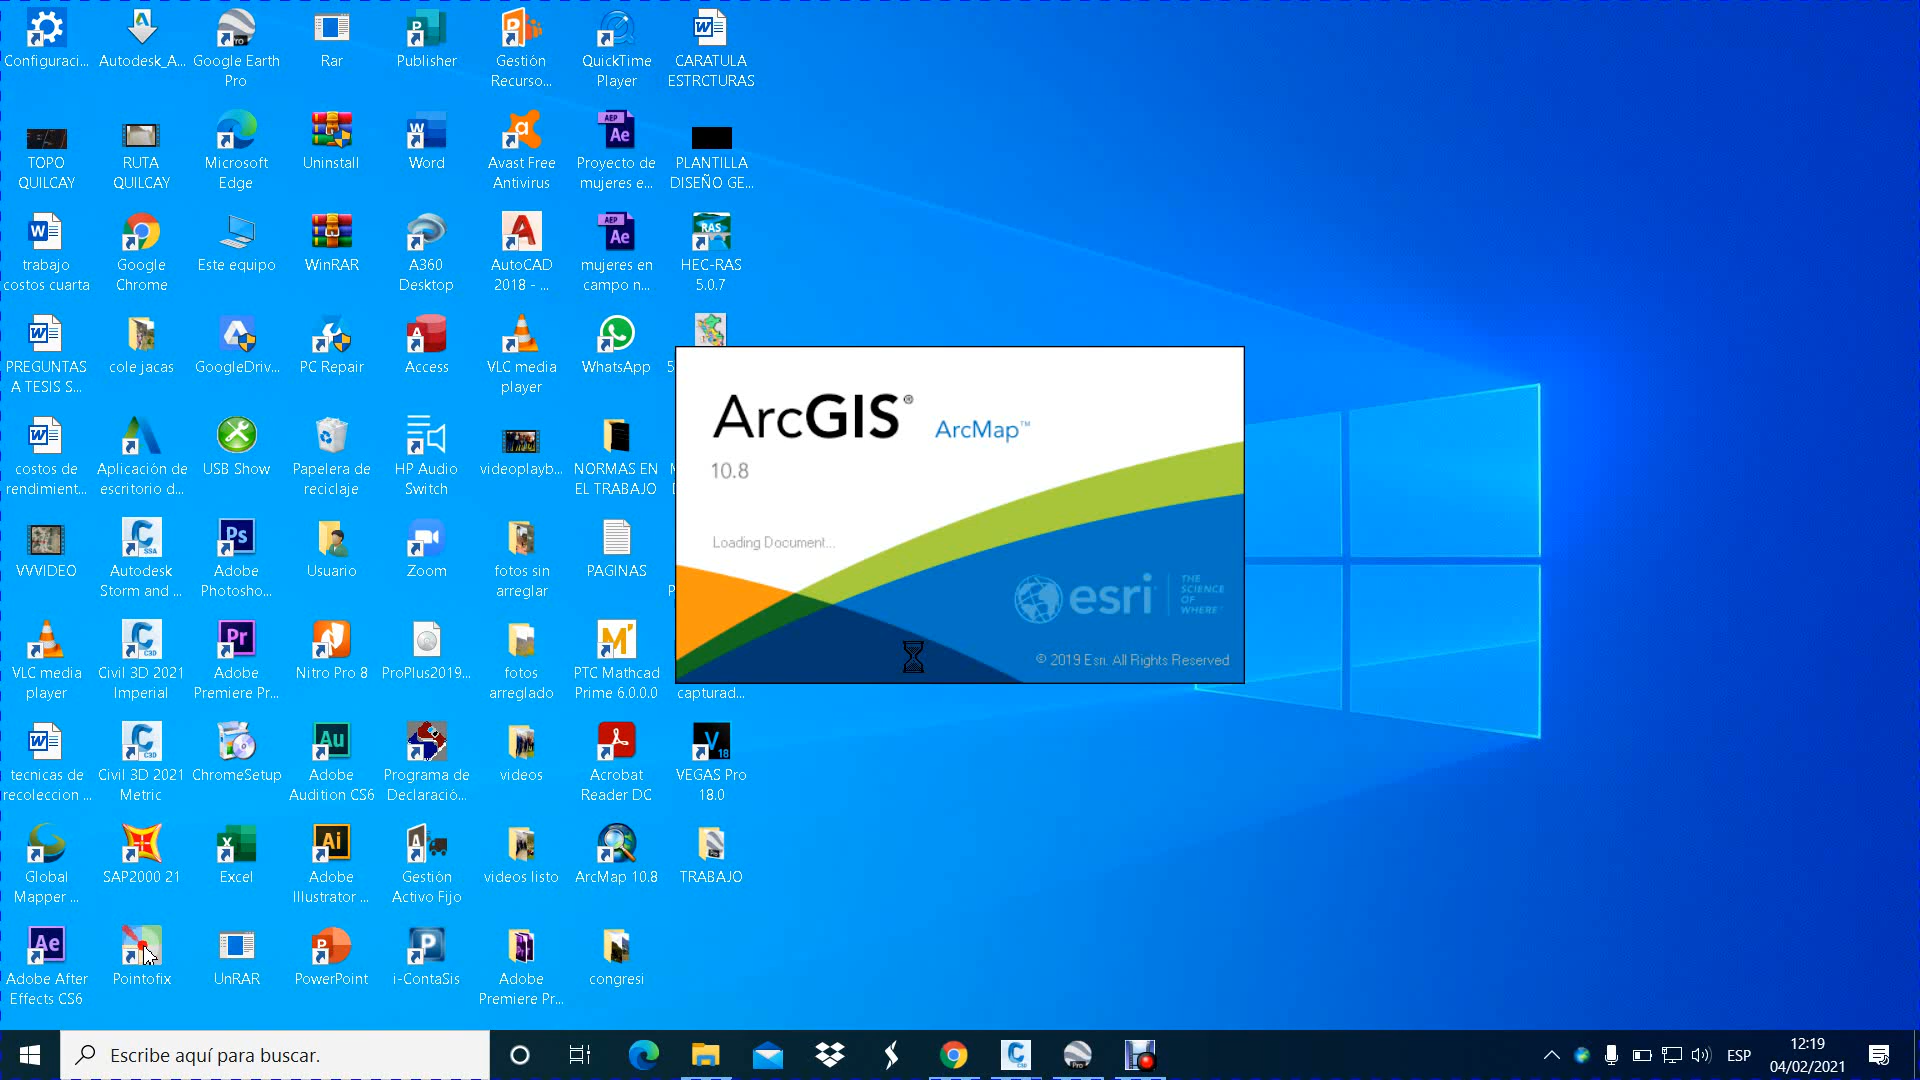 Configuraci...
Autodesk_A...
Google Earth
Pro
Rar
Publisher
Gestión
Recurso...
QuickTime
Player
CARATULA
ESTRCTURAS
TOPO
QUILCAY
RUTA
QUILCAY
Microsoft
Edge
Uninstall
Word
Avast Free
Antivirus
Proyecto de
mujeres e...
PLANTILLA
DISEÑO GE...
trabajo
costos cuarta
Google
Chrome
Este equipo
WinRAR
A360
Desktop
AutoCAD
2018 - ...
mujeres en
campo n...
HEC-RAS
5.0.7
PREGUNTAS
A TESIS S...
cole jacas
GoogleDriv...
PC Repair
Access
VLC media
player
WhatsApp
costos de
rendimient...
Aplicación de
escritorio d...
USB Show
Papelera de
reciclaje
HP Audio
Switch
videoplayb...
NORMAS EN
EL TRABAJO
VVVIDEO
Autodesk
Storm and ...
Adobe
Photosho...
Usuario
Zoom
fotos sin
arreglar
PAGINAS
VLC media
player
Civil 3D 2021
Imperial
Adobe
Premiere Pr...
Nitro Pro 8
ProPlus2019...
fotos
arreglado
PTC Mathcad
Prime 6.0.0.0
capturad...
tecnicas de
recoleccion ...
Civil 3D 2021
Metric
ChromeSetup
Adobe
Audition CS6
Programa de
Declaració...
videos
Acrobat
Reader DC
VEGAS Pro
18.0
Global
Mapper ...
SAP2000 21
Excel
Adobe
Illustrator ...
Gestión
Activo Fijo
videos listo
ArcMap 10.8
TRABAJO
Adobe After
Effects CS6
Pointofix
UnRAR
PowerPoint
i-ContaSis
Adobe
Premiere Pr...
congresi
ArcGIS® ArcMap™
10.8
Loading Document...
esri THE
SCIENCE
OF
WHERE™
© 2019 Esri. All Rights Reserved
Escribe aquí para buscar.
ESP
12:19
04/02/2021